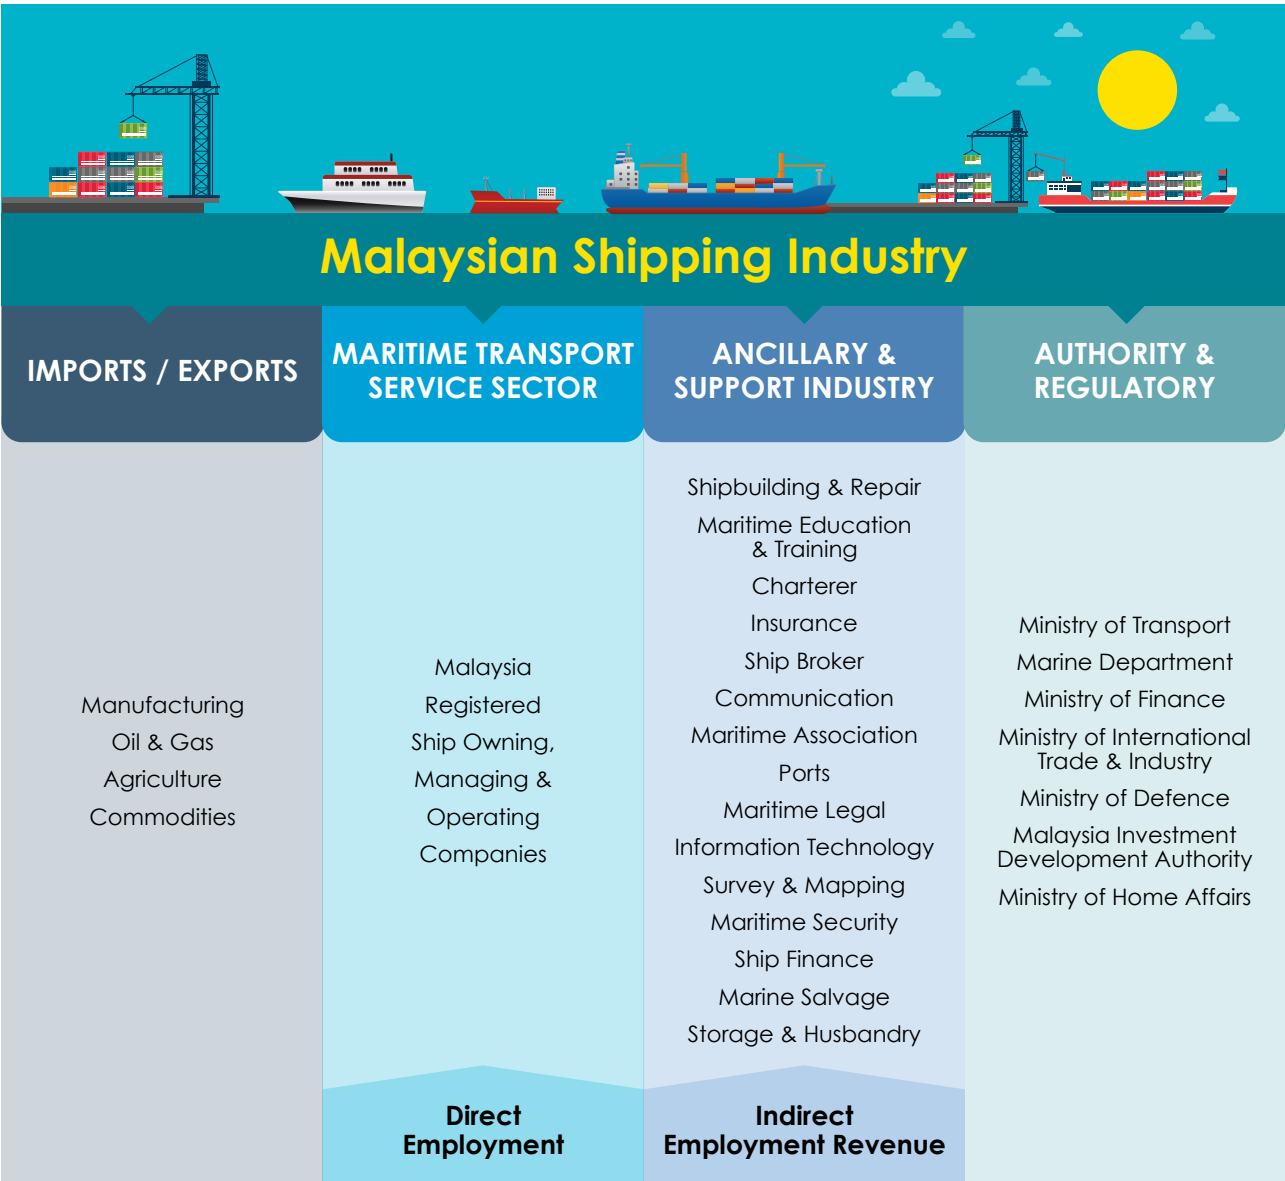 Malaysian Shipping Industry
IMPORTS / EXPORTS
Manufacturing
Oil & Gas
Agriculture
Commodities
MARITIME TRANSPORT
SERVICE SECTOR
Malaysia
Registered
Ship Owning,
Managing &
Operating
Companies
Direct
Employment
ANCILLARY &
SUPPORT INDUSTRY
Shipbuilding & Repair
Maritime Education
& Training
Charterer
Insurance
Ship Broker
Communication
Maritime Association
Ports
Maritime Legal
Information Technology
Survey & Mapping
Maritime Security
Ship Finance
Marine Salvage
Storage & Husbandry
Indirect
Employment Revenue
AUTHORITY &
REGULATORY
Ministry of Transport
Marine Department
Ministry of Finance
Ministry of International
Trade & Industry
Ministry of Defence
Malaysia Investment
Development Authority
Ministry of Home Affairs